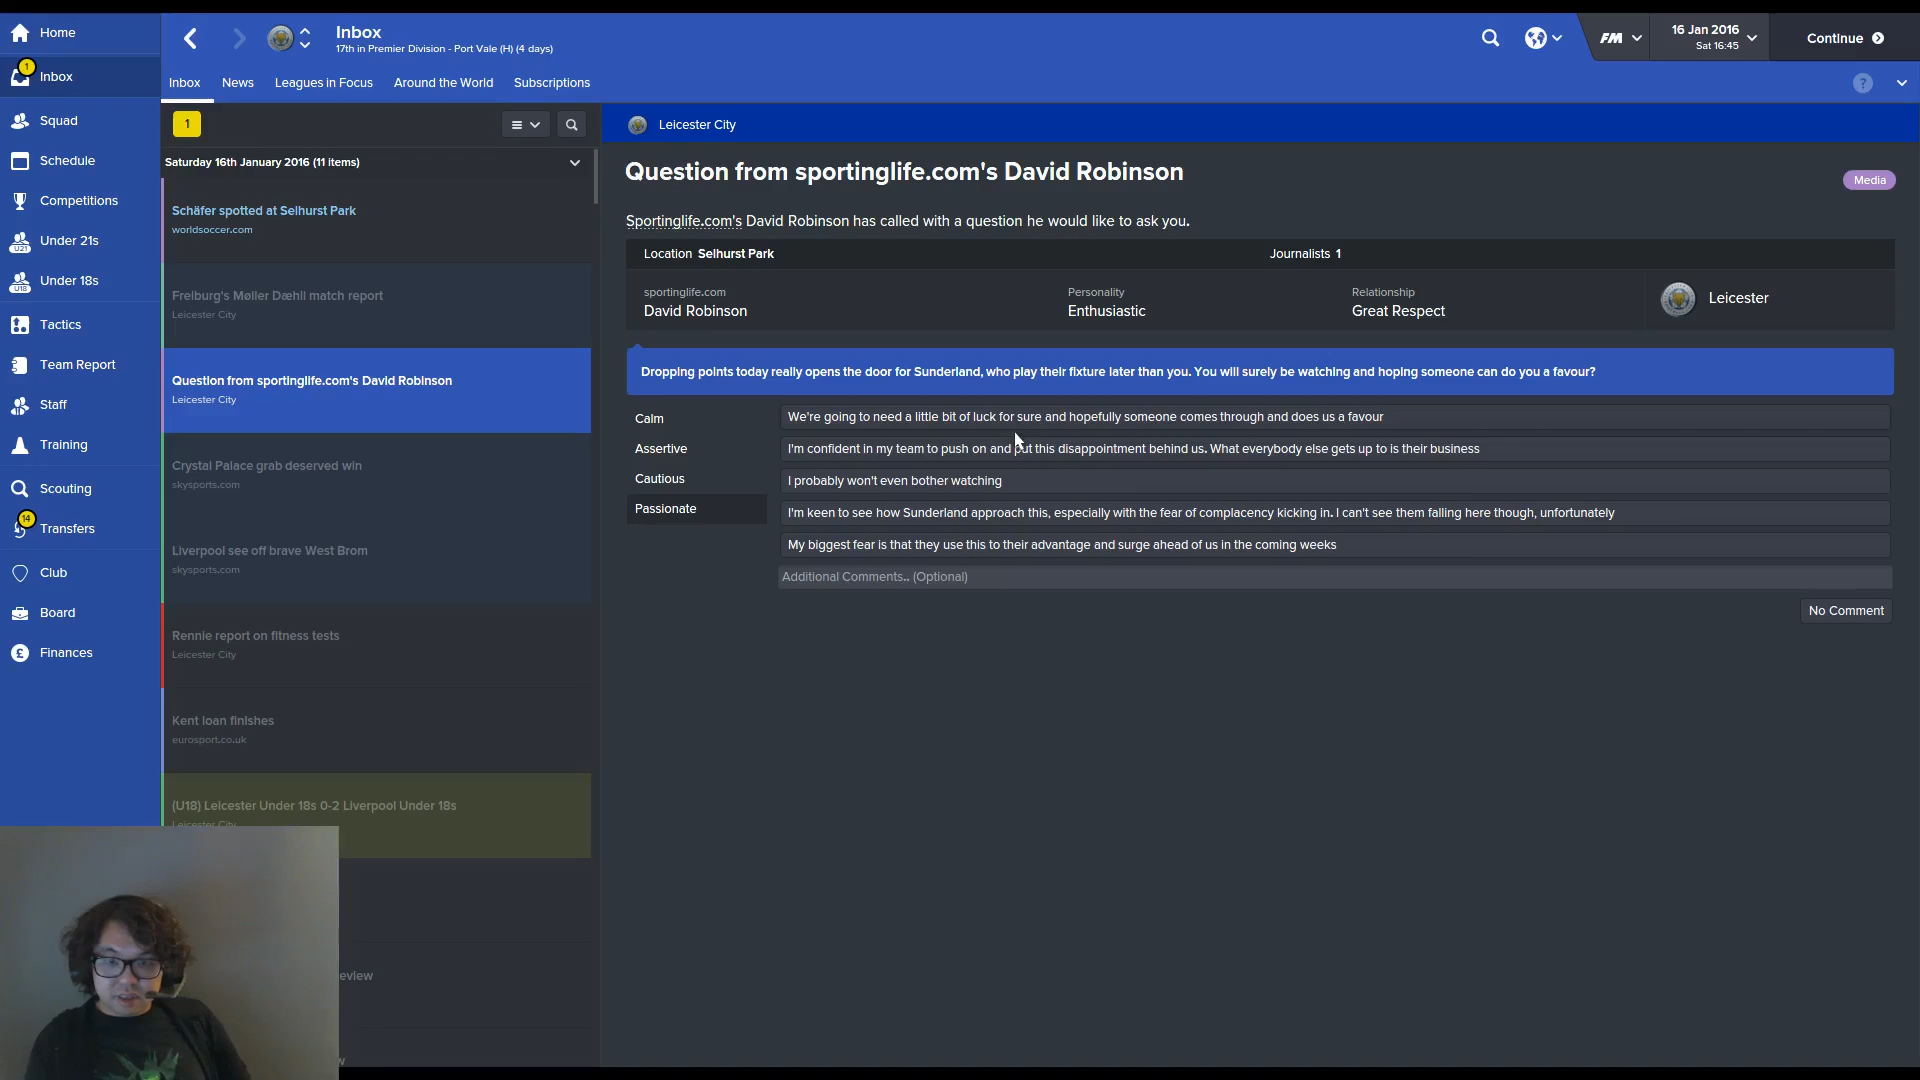 Home
1
Inbox
Squad
Schedule
Competitions
U21
Under 21s
U18
Under 18s
Tactics
Team Report
Staff
Training
Scouting
14
Transfers
Club
Board
£
Finances
Inbox
17th in Premier Division - Port Vale (H) (4 days)
FM
16 Jan 2016
Sat 16:45
Continue
Inbox
News
Leagues in Focus
Around the World
Subscriptions
?
1
Saturday 16th January 2016 (11 items)
Schäfer spotted at Selhurst Park
worldsoccer.com
Freiburg's Møller Dæhli match report
Leicester City
Question from sportinglife.com's David Robinson
Leicester City
Crystal Palace grab deserved win
skysports.com
Liverpool see off brave West Brom
skysports.com
Rennie report on fitness tests
Leicester City
Kent loan finishes
eurosport.co.uk
(U18) Leicester Under 18s 0-2 Liverpool Under 18s
Leicester City
eview
w
Leicester City
Question from sportinglife.com's David Robinson
Media
Sportinglife.com's David Robinson has called with a question he would like to ask you.
Location Selhurst Park
Journalists 1
sportinglife.com
David Robinson
Personality
Enthusiastic
Relationship
Great Respect
Leicester
Dropping points today really opens the door for Sunderland, who play their fixture later than you. You will surely be watching and hoping someone can do you a favour?
Calm
Assertive
Cautious
Passionate
We're going to need a little bit of luck for sure and hopefully someone comes through and does us a favour
I'm confident in my team to push on and put this disappointment behind us. What everybody else gets up to is their business
I probably won't even bother watching
I'm keen to see how Sunderland approach this, especially with the fear of complacency kicking in. I can't see them falling here though, unfortunately
My biggest fear is that they use this to their advantage and surge ahead of us in the coming weeks
Additional Comments.. (Optional)
No Comment